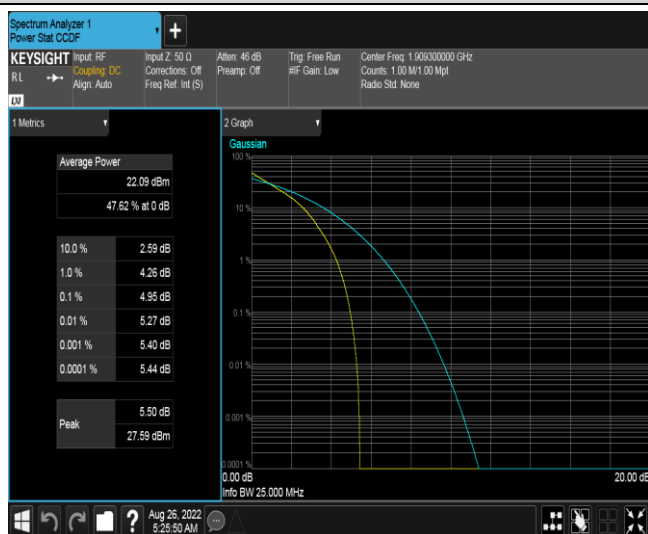 Spectrum Analyzer 1
Power Stat CCDF
+
KEYSIGHT
RL
LXI
Input: RF
Coupling: DC
Align: Auto
Input Z: 50 Ω
Corrections: Off
Freq Ref: Int (S)
Atten: 46 dB
Preamp: Off
Trig: Free Run
#IF Gain: Low
Center Freq: 1.909300000 GHz
Counts: 1.00 M/1.00 Mpt
Radio Std: None
1 Metrics
Average Power
22.09 dBm
47.62 % at 0 dB
10.0 % 2.59 dB
1.0 % 4.26 dB
0.1 % 4.95 dB
0.01 % 5.27 dB
0.001 % 5.40 dB
0.0001 % 5.44 dB
Peak
5.50 dB
27.59 dBm
2 Graph
Gaussian
100 %
10 %
1 %
0.1 %
0.01 %
0.001 %
0.0001 %
0.00 dB
20.00 dB
Info BW 25.000 MHz
?
Aug 26, 2022
5:25:50 AM